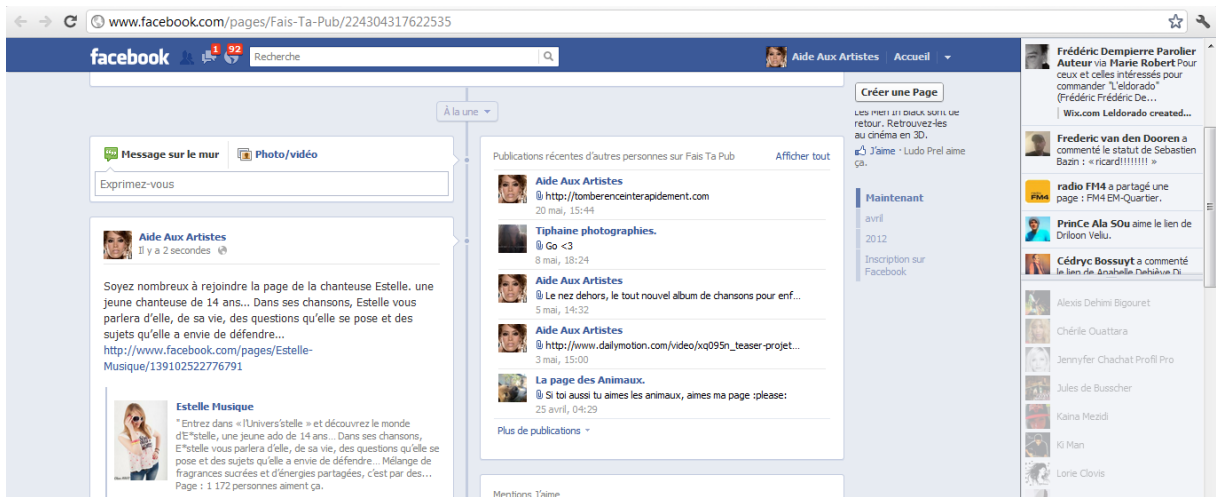 www.facebook.com/pages/Fais-Ta-Pub/224304317622535
facebook
1
92
Recherche
Aide Aux Artistes
Accueil
À la une
Message sur le mur
Photo/vidéo
Exprimez-vous
Aide Aux Artistes
Il y a 2 secondes
Soyez nombreux à rejoindre la page de la chanteuse Estelle. une
jeune chanteuse de 14 ans... Dans ses chansons, Estelle vous
parlera d'elle, de sa vie, des questions qu'elle se pose et des
sujets qu'elle a envie de défendre...
http://www.facebook.com/pages/Estelle-
Musique/139102522776791
Estelle Musique
"Entrez dans «l'Univers'stelle » et découvrez le monde
d'E*stelle, une jeune ado de 14 ans... Dans ses chansons,
E*stelle vous parlera d'elle, de sa vie, des questions qu'elle se
pose et des sujets qu'elle a envie de défendre... Mélange de
fragrances sucrées et d'énergies partagées, c'est par des...
Page : 1 172 personnes aiment ça.
Publications récentes d'autres personnes sur Fais Ta Pub
Afficher tout
Aide Aux Artistes
http://tomberenceinterapidement.com
20 mai, 15:44
Tiphaine photographies.
Go <3
8 mai, 18:24
Aide Aux Artistes
Le nez dehors, le tout nouvel album de chansons pour enf...
5 mai, 14:32
Aide Aux Artistes
http://www.dailymotion.com/video/xq095n_teaser-projet...
3 mai, 15:00
La page des Animaux.
Si toi aussi tu aimes les animaux, aimes ma page :please:
25 avril, 04:29
Plus de publications
Mentions J'aime
Créer une Page
Les Men In Black sont de
retour. Retrouvez-les
au cinéma en 3D.
J'aime · Ludo Prel aime
ça.
Maintenant
avril
2012
Inscription sur
Facebook
Frédéric Dempierre Parolier
Auteur via Marie Robert Pour
ceux et celles intéressés pour
commander "L'eldorado"
(Frédéric Frédéric De...
Wix.com Leldorado created...
Frederic van den Dooren a
commenté le statut de Sebastien
Bazin : «ricard!!!!!!!! »
FM4
radio FM4 a partagé une
page : FM4 EM-Quartier.
PrinCe Ala SOu aime le lien de
Driloon Veliu.
Cédryc Bossuyt a commenté
le lien de Anabelle Debiève Di
Alexis Dehimi Bigouret
Chérile Ouattara
Jennyfer Chachat Profil Pro
Jules de Busscher
Kaina Mezidi
Ki Man
Lorie Clovis